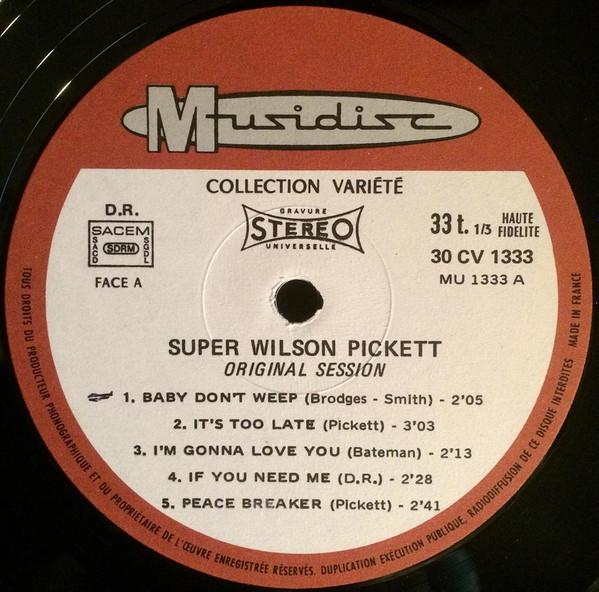 Musidisc
COLLECTION VARIÉTÉ
D.R.
SACEM
SACD
SDRM
SGDL
FACE A
GRAVURE
STEREO
UNIVERSELLE
33 t. 1/3 HAUTE FIDELITE
30 CV 1333
MU 1333 A
SUPER WILSON PICKETT
ORIGINAL SESSION
1. BABY DON'T WEEP (Brodges - Smith) - 2'05
2. IT'S TOO LATE (Pickett) - 3'03
3. I'M GONNA LOVE YOU (Bateman) - 2'13
4. IF YOU NEED ME (D.R.) - 2'28
5. PEACE BREAKER (Pickett) - 2'41
TOUS DROITS DU PRODUCTEUR PHONOGRAPHIQUE ET DU PROPRIÉTAIRE DE L'ŒUVRE ENREGISTRÉE RÉSERVÉS. DUPLICATION EXÉCUTION PUBLIQUE, RADIODIFFUSION DE CE DISQUE INTERDITES MADE IN FRANCE